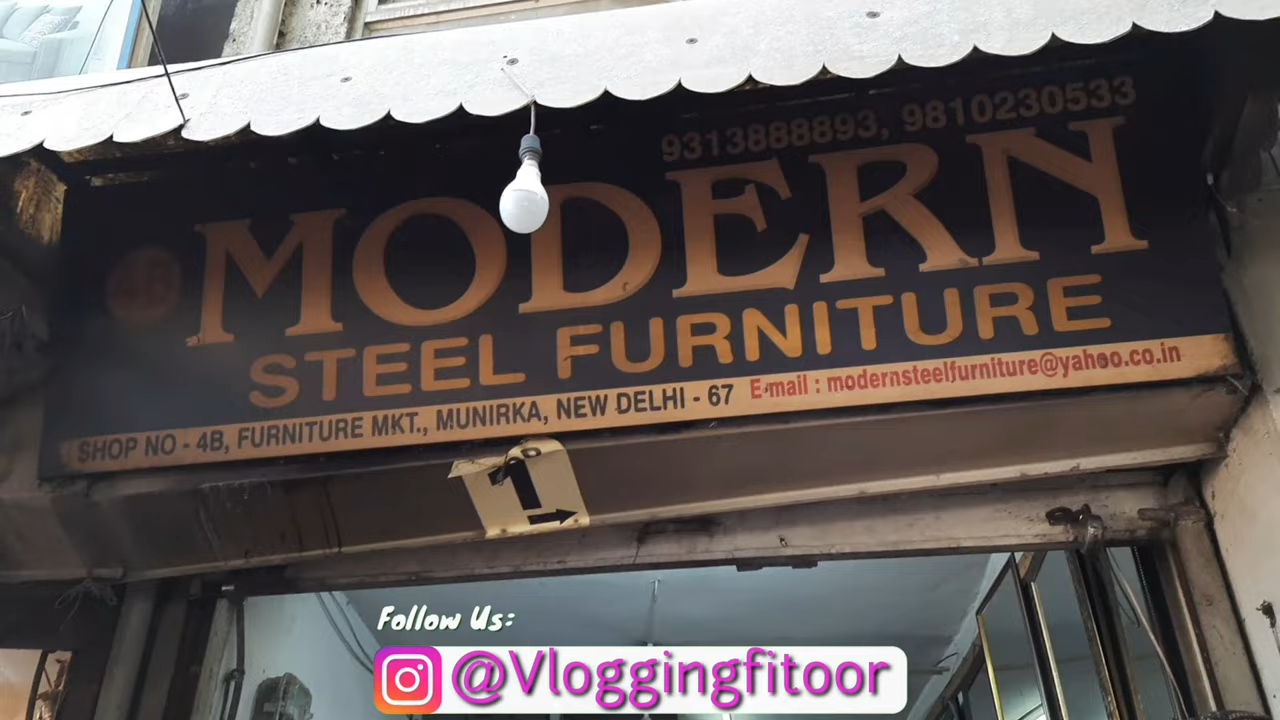 9313888893, 9810230533
4B
MODERN
STEEL FURNITURE
SHOP NO - 4B, FURNITURE MKT., MUNIRKA, NEW DELHI - 67 E-mail : modernsteelfurniture@yahoo.co.in
1
Follow Us:
@Vloggingfitoor